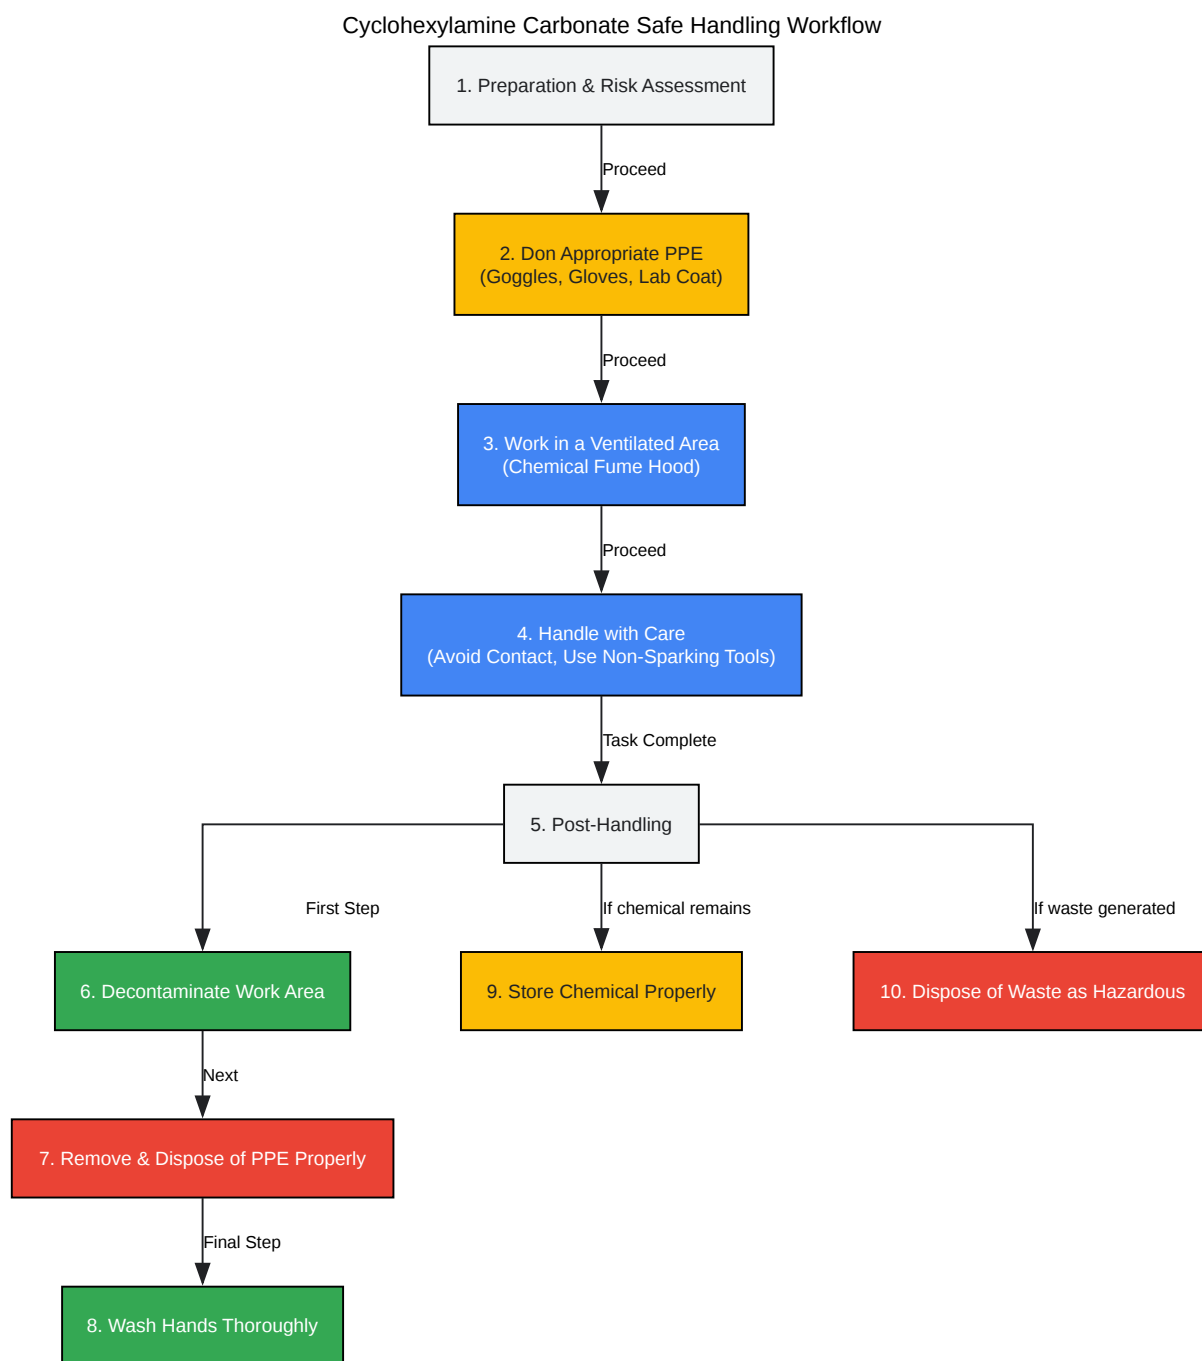 Cyclohexylamine Carbonate Safe Handling Workflow
1. Preparation & Risk Assessment
Proceed
2. Don Appropriate PPE
(Goggles, Gloves, Lab Coat)
Proceed
3. Work in a Ventilated Area
(Chemical Fume Hood)
Proceed
4. Handle with Care
(Avoid Contact, Use Non-Sparking Tools)
Task Complete
5. Post-Handling
First Step
If chemical remains
If waste generated
6. Decontaminate Work Area
9. Store Chemical Properly
10. Dispose of Waste as Hazardous
Next
7. Remove & Dispose of PPE Properly
Final Step
8. Wash Hands Thoroughly